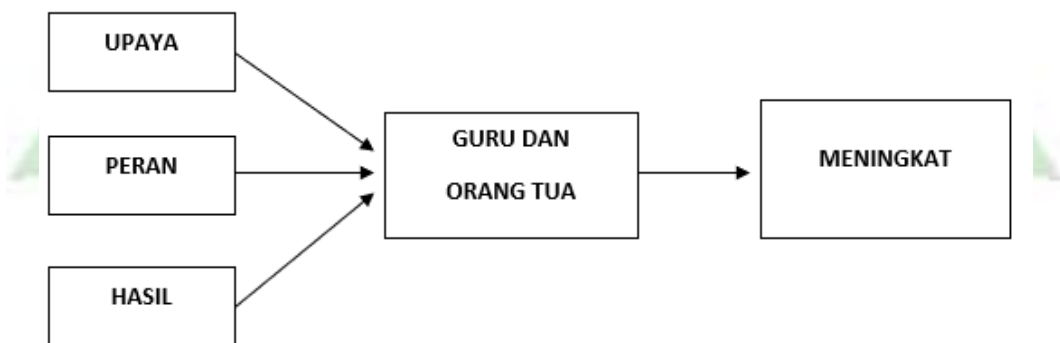 UPAYA
PERAN
HASIL
GURU DAN
ORANG TUA
MENINGKAT